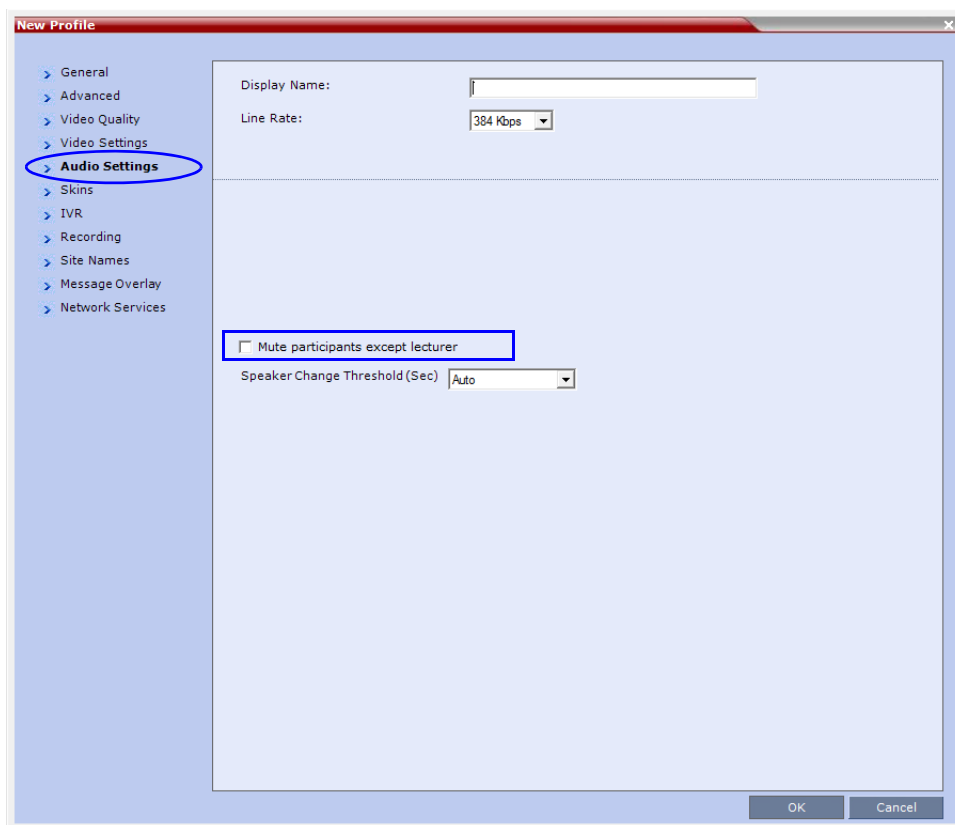 New Profile
General
Advanced
Video Quality
Video Settings
Audio Settings
Skins
IVR
Recording
Site Names
Message Overlay
Network Services
Display Name:
Line Rate: 384 Kbps
Mute participants except lecturer
Speaker Change Threshold (Sec) Auto
OK Cancel